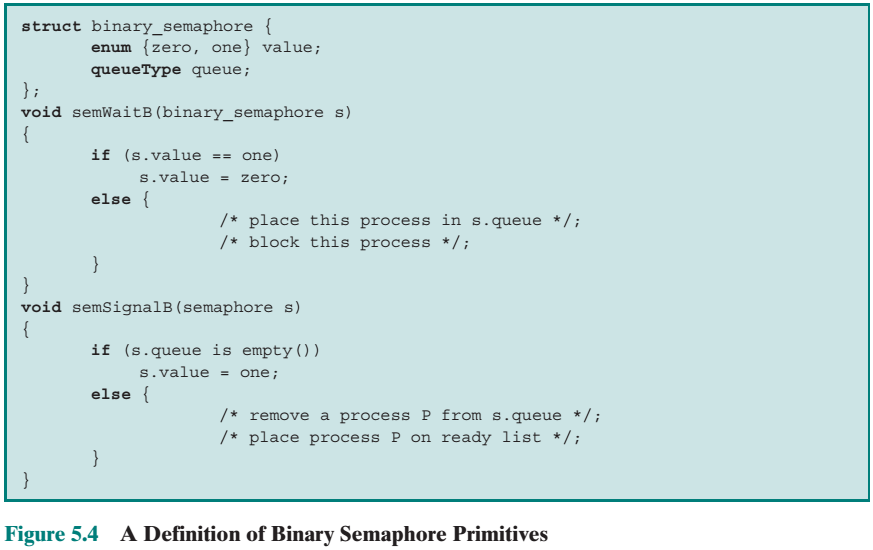 struct binary_semaphore {
enum {zero, one} value;
queueType queue;
};
void semWaitB(binary_semaphore s)
{
if (s.value == one)
s.value = zero;
else {
/* place this process in s.queue */;
/* block this process */;
}
}
void semSignalB(semaphore s)
{
if (s.queue is empty())
s.value = one;
else {
/* remove a process P from s.queue */;
/* place process P on ready list */;
}
}
Figure 5.4 A Definition of Binary Semaphore Primitives